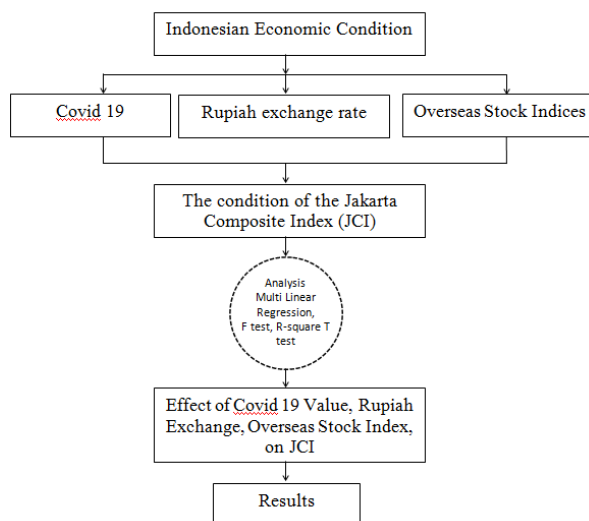 Indonesian Economic Condition
Covid 19
Rupiah exchange rate
Overseas Stock Indices
The condition of the Jakarta
Composite Index (JCI)
Analysis
Multi Linear
Regression,
F test, R-square T
test
Effect of Covid 19 Value, Rupiah
Exchange, Overseas Stock Index,
on JCI
Results